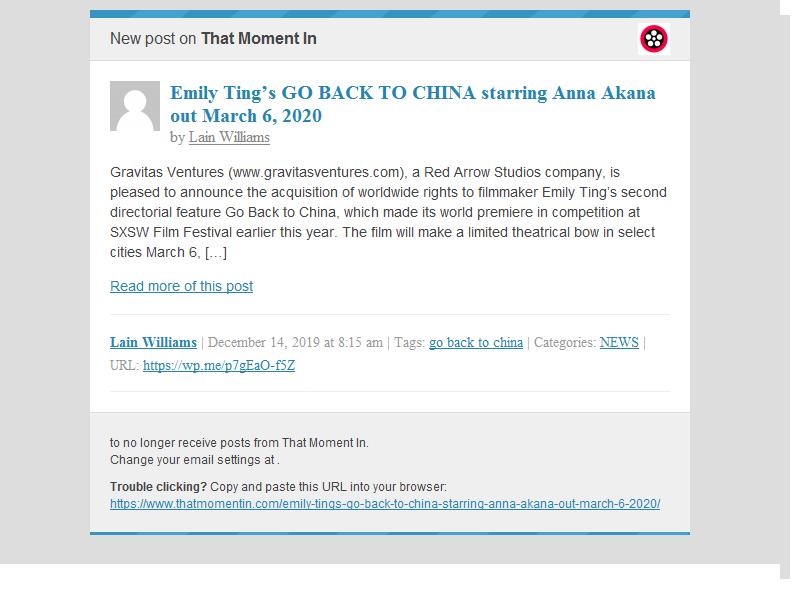 New post on That Moment In
Emily Ting’s GO BACK TO CHINA starring Anna Akana
out March 6, 2020
by Lain Williams
Gravitas Ventures (www.gravitasventures.com), a Red Arrow Studios company, is
pleased to announce the acquisition of worldwide rights to filmmaker Emily Ting’s second
directorial feature Go Back to China, which made its world premiere in competition at
SXSW Film Festival earlier this year. The film will make a limited theatrical bow in select
cities March 6, […]
Read more of this post
Lain Williams | December 14, 2019 at 8:15 am | Tags: go back to china | Categories: NEWS |
URL: https://wp.me/p7gEaO-f5Z
to no longer receive posts from That Moment In.
Change your email settings at .
Trouble clicking? Copy and paste this URL into your browser:
https://www.thatmomentin.com/emily-tings-go-back-to-china-starring-anna-akana-out-march-6-2020/